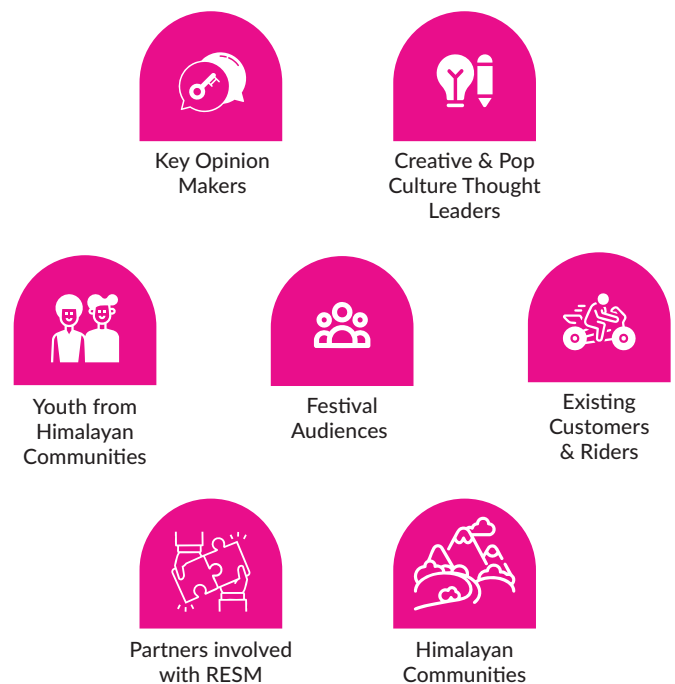 Key Opinion
Makers
Creative & Pop
Culture Thought
Leaders
Youth from
Himalayan
Communities
Festival
Audiences
Existing
Customers
& Riders
Partners involved
with RESM
Himalayan
Communities